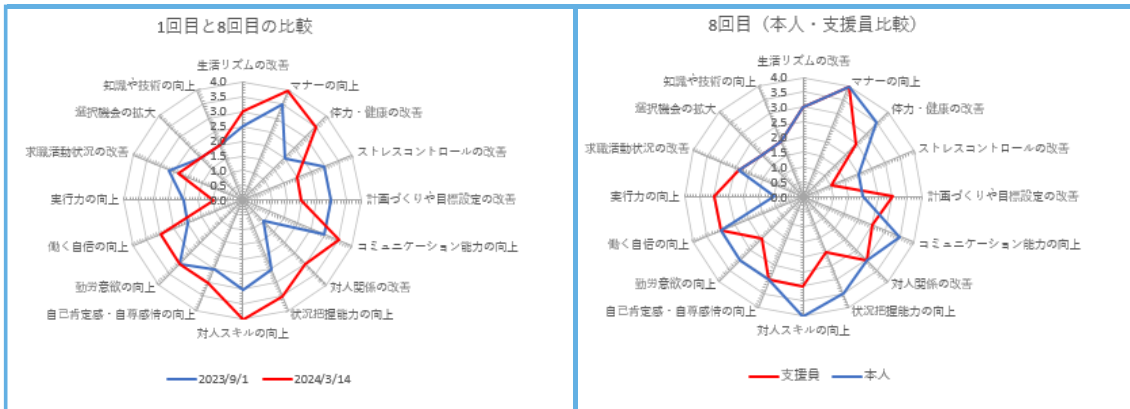 1回目と8回目の比較
生活リズムの改善
マナーの向上
体力・健康の改善
ストレスコントロールの改善
計画づくりや目標設定の改善
コミュニケーション能力の向上
対人関係の改善
状況把握能力の向上
対人スキルの向上
自己肯定感・自尊感情の向上
勤労意欲の向上
働く自信の向上
実行力の向上
求職活動状況の改善
選択機会の拡大
知識や技術の向上
4.0
3.5
3.0
2.5
2.0
1.5
1.0
0.5
0.0
2023/9/1
2024/3/14
8回目（本人・支援員比較）
生活リズムの改善
マナーの向上
体力・健康の改善
ストレスコントロールの改善
計画づくりや目標設定の改善
コミュニケーション能力の向上
対人関係の改善
状況把握能力の向上
対人スキルの向上
自己肯定感・自尊感情の向上
勤労意欲の向上
働く自信の向上
実行力の向上
求職活動状況の改善
選択機会の拡大
知識や技術の向上
4.0
3.5
3.0
2.5
2.0
1.5
1.0
0.5
0.0
支援員
本人